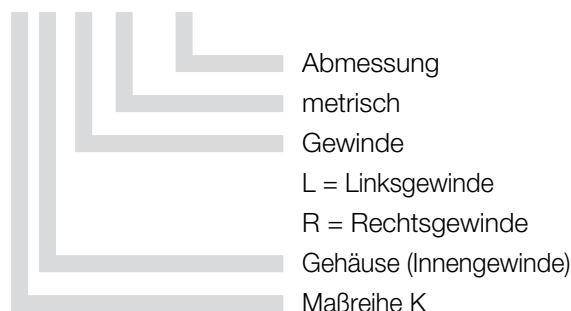 Abmessung
metrisch
Gewinde
L = Linksgewinde
R = Rechtsgewinde
Gehäuse (Innengewinde)
Maßreihe K